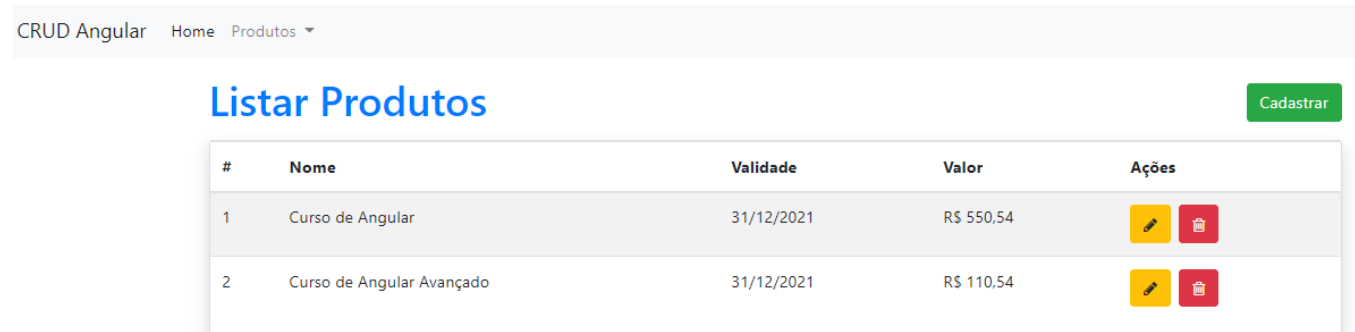 CRUD Angular Home Produtos
Listar Produtos
Cadastrar
# Nome Validade Valor Ações
1 Curso de Angular 31/12/2021 R$ 550,54
2 Curso de Angular Avançado 31/12/2021 R$ 110,54